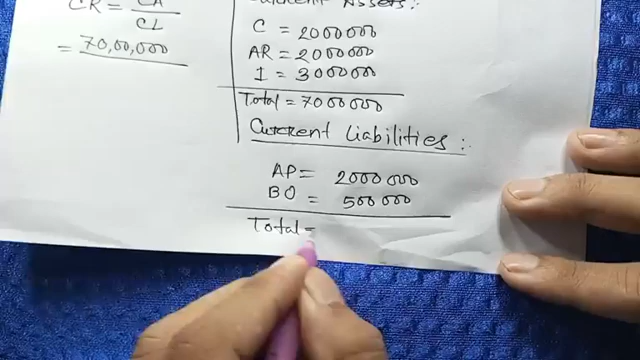 CR = CA
CL
= 70,00,000
Current Assets:
C = 2000000
AR = 2000000
I = 3000000
Total = 7000000
Current Liabilities :
AP = 2000000
BO = 500000
Total =